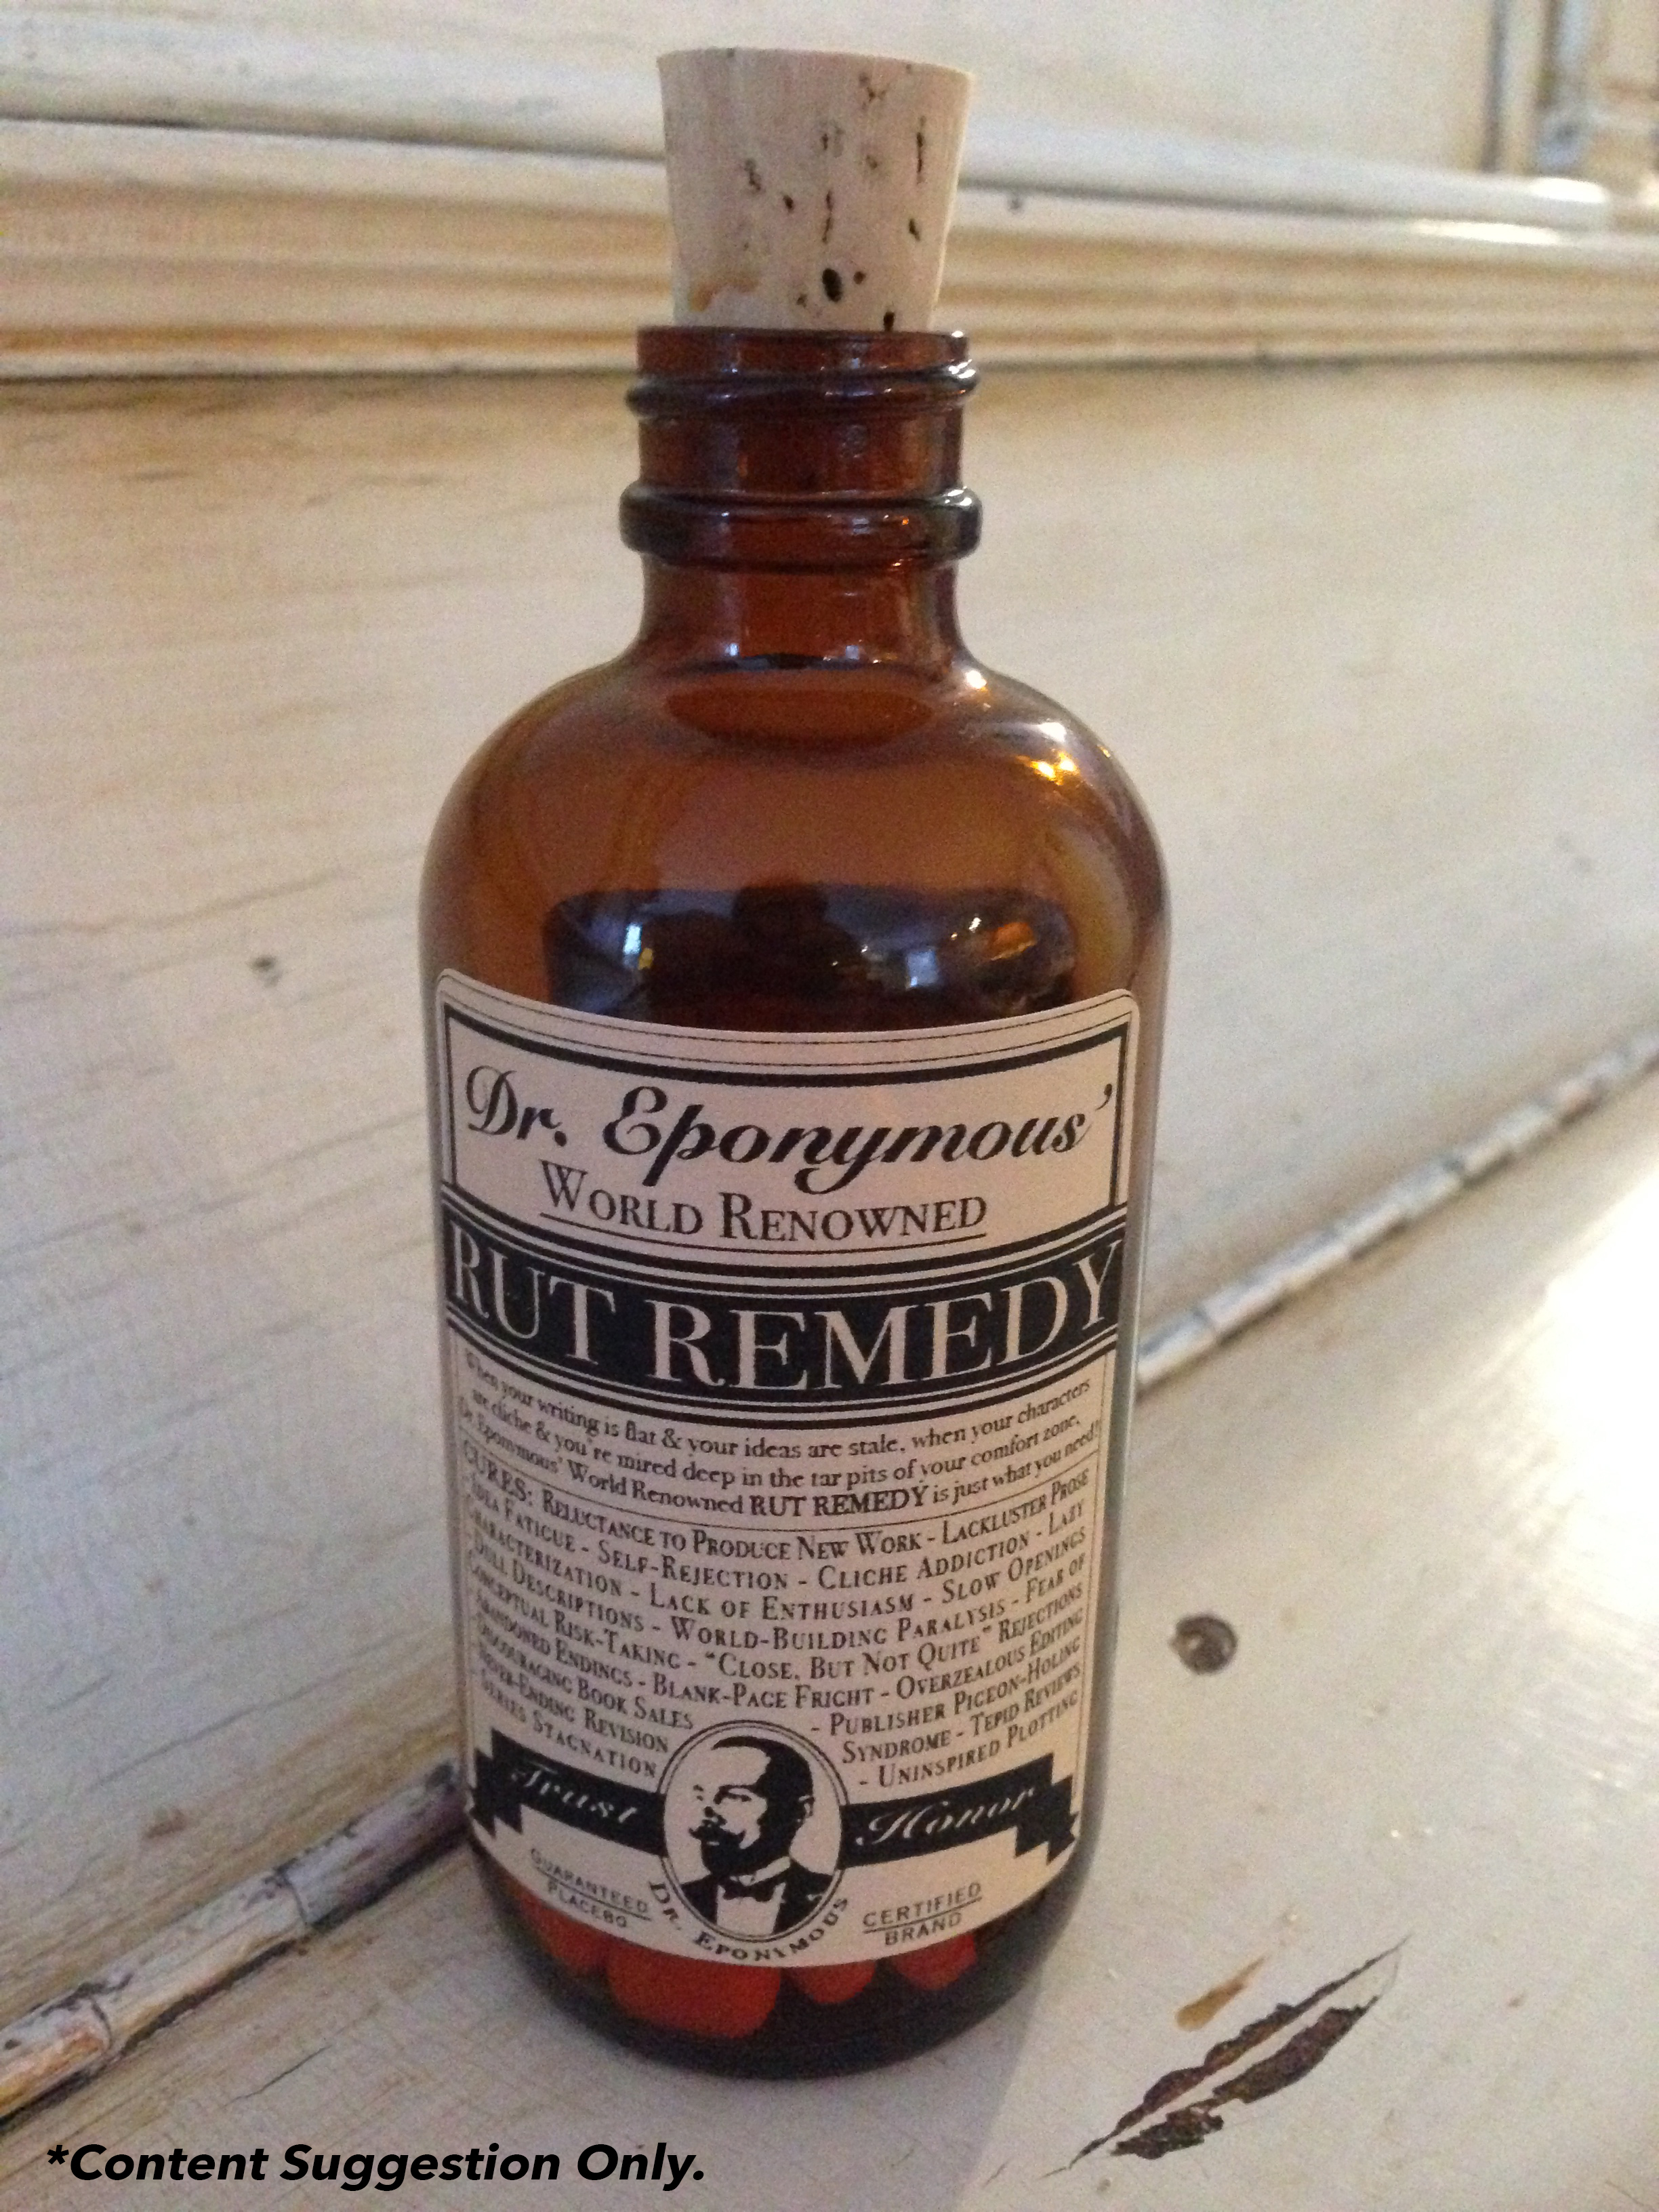 Dr. Eponymous'
WORLD RENOWNED
RUT REMEDY
When your writing is flat & your ideas are stale, when your characters
are cliche & you're mired deep in the tar pits of your comfort zone,
Dr. Eponymous' World Renowned RUT REMEDY is just what you need!
CURES: RELUCTANCE TO PRODUCE NEW WORK - LACKLUSTER PROSE
- IDEA FATIGUE - SELF-REJECTION - CLICHE ADDICTION - LAZY
CHARACTERIZATION - LACK OF ENTHUSIASM - SLOW OPENINGS
- DULL DESCRIPTIONS - WORLD-BUILDING PARALYSIS - FEAR OF
CONCEPTUAL RISK-TAKING - "CLOSE, BUT NOT QUITE" REJECTIONS
- ABANDONED ENDINGS - BLANK-PAGE FRIGHT - OVERZEALOUS EDITING
- DISCOURAGING BOOK SALES - PUBLISHER PIGEON-HOLING
- NEVER-ENDING REVISION SYNDROME - TEPID REVIEWS
- SERIES STAGNATION - UNINSPIRED PLOTTING
Trust Honor
GUARANTEED
PLACEBO
DR. EPONYMOUS
CERTIFIED
BRAND
*Content Suggestion Only.